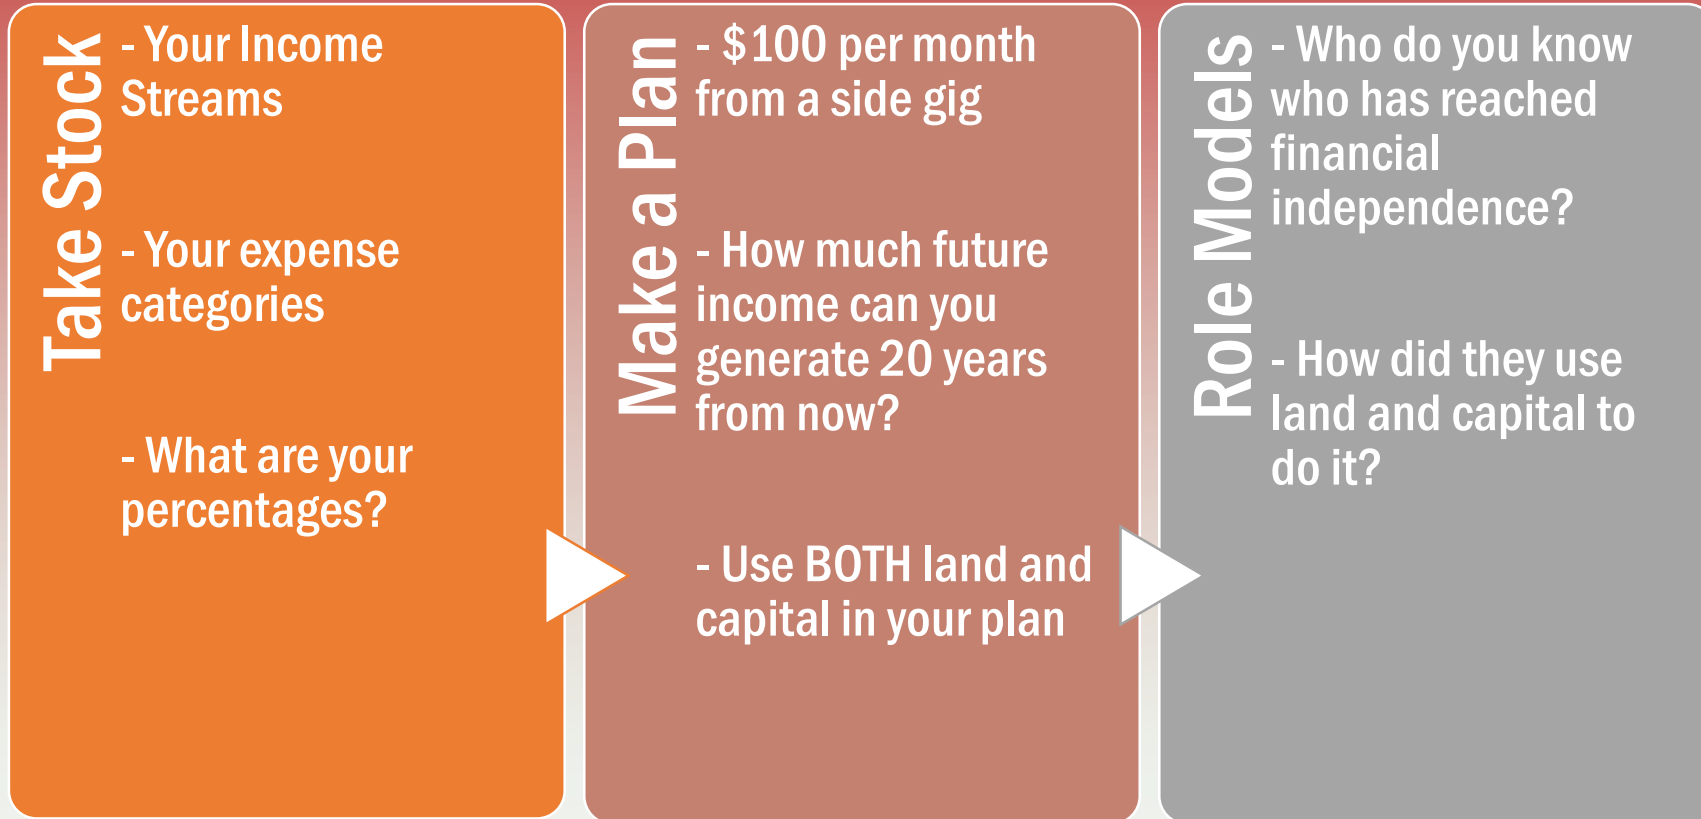 Take Stock
- Your Income
Streams
- Your expense
categories
- What are your
percentages?
Make a Plan
- $100 per month
from a side gig
- How much future
income can you
generate 20 years
from now?
- Use BOTH land and
capital in your plan
Role Models
- Who do you know
who has reached
financial
independence?
- How did they use
land and capital to
do it?